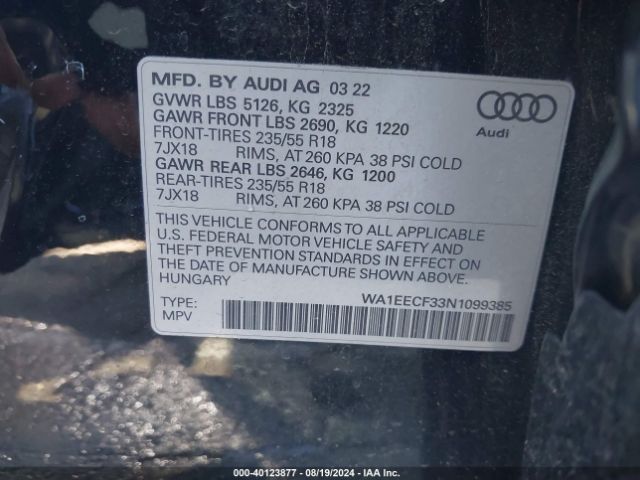 MFD. BY AUDI AG 03 22
GVWR LBS 5126, KG 2325
GAWR FRONT LBS 2690, KG 1220
FRONT-TIRES 235/55 R18
7JX18 RIMS, AT 260 KPA 38 PSI COLD
GAWR REAR LBS 2646, KG 1200
REAR-TIRES 235/55 R18
7JX18 RIMS, AT 260 KPA 38 PSI COLD
Audi
THIS VEHICLE CONFORMS TO ALL APPLICABLE
U.S. FEDERAL MOTOR VEHICLE SAFETY AND
THEFT PREVENTION STANDARDS IN EFFECT ON
THE DATE OF MANUFACTURE SHOWN ABOVE.
HUNGARY
WA1EECF33N1099385
TYPE:
MPV
000-40123877 - 08/19/2024 - IAA Inc.